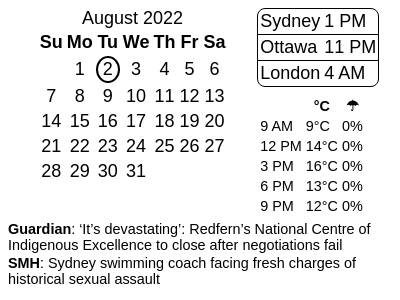 August 2022
Su Mo Tu We Th Fr Sa
1 2 3 4 5 6
7 8 9 10 11 12 13
14 15 16 17 18 19 20
21 22 23 24 25 26 27
28 29 30 31
Sydney 1 PM
Ottawa 11 PM
London 4 AM
°C ☂
9 AM 9°C 0%
12 PM 14°C 0%
3 PM 16°C 0%
6 PM 13°C 0%
9 PM 12°C 0%
Guardian: ‘It’s devastating’: Redfern’s National Centre of
Indigenous Excellence to close after negotiations fail
SMH: Sydney swimming coach facing fresh charges of
historical sexual assault